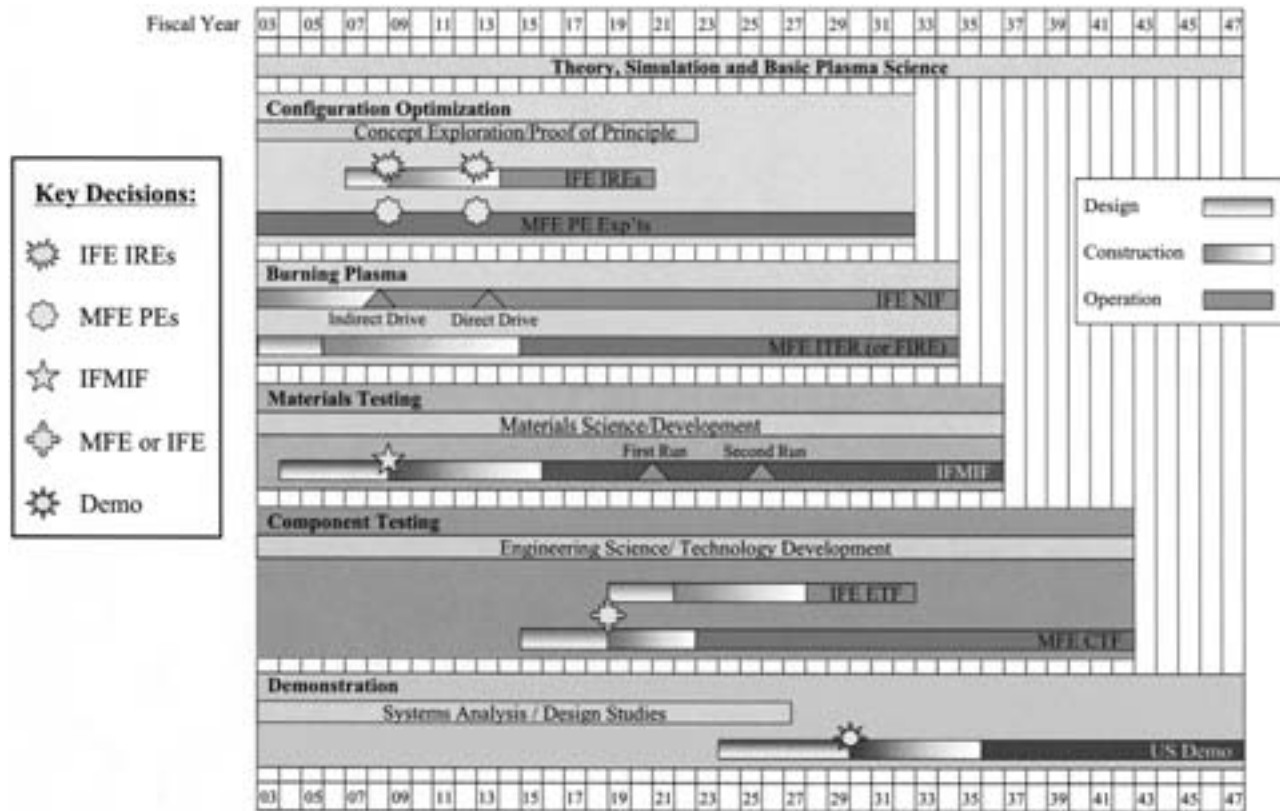 Fiscal Year 03 05 07 09 11 13 15 17 19 21 23 25 27 29 31 33 35 37 39 41 43 45 47
Theory, Simulation and Basic Plasma Science
Configuration Optimization
Concept Exploration/Proof of Principle
IFE IREs
MFE PE Exp'ts
Burning Plasma
IFE NIF
Indirect Drive Direct Drive
MFE ITER (or FIRE)
Materials Testing
Materials Science/Development
First Run Second Run
IFMIF
Component Testing
Engineering Science/ Technology Development
IFE ETF
MFE CTF
Demonstration
Systems Analysis / Design Studies
US Demo
03 05 07 09 11 13 15 17 19 21 23 25 27 29 31 33 35 37 39 41 43 45 47
Key Decisions:
IFE IREs
MFE PEs
IFMIF
MFE or IFE
Demo
Design
Construction
Operation